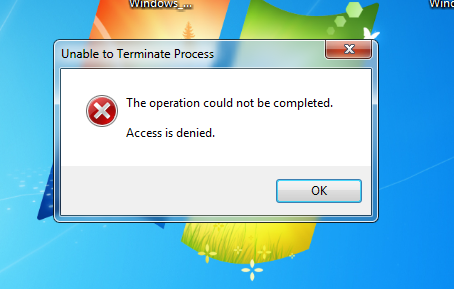 Windows_...
Unable to Terminate Process
The operation could not be completed.
Access is denied.
OK